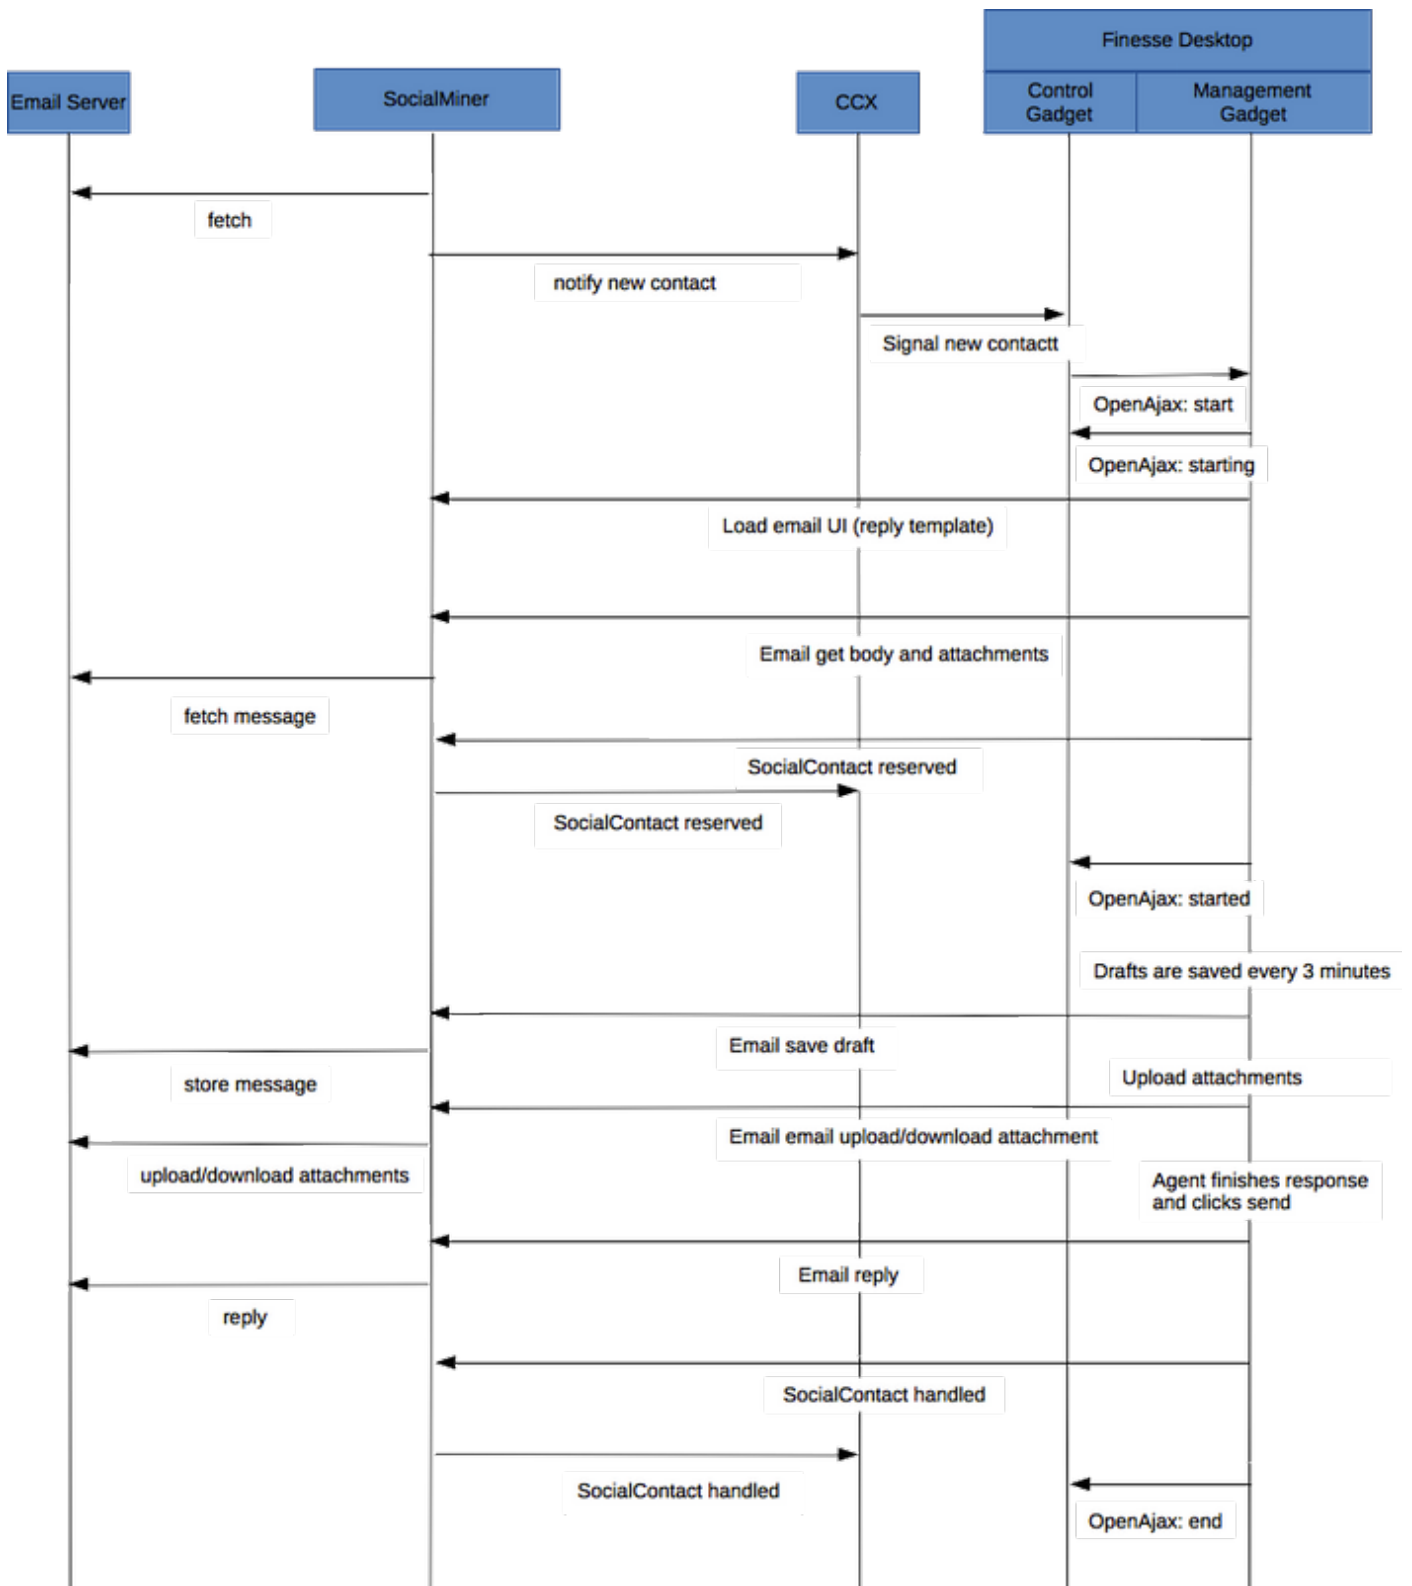 Finesse Desktop
Email Server
SocialMiner
CCX
Control
Gadget
Management
Gadget
fetch
notify new contact
Signal new contactt
OpenAjax: start
OpenAjax: starting
Load email UI (reply template)
Email get body and attachments
fetch message
SocialContact reserved
SocialContact reserved
OpenAjax: started
Drafts are saved every 3 minutes
Email save draft
store message
Upload attachments
Email email upload/download attachment
upload/download attachments
Agent finishes response
and clicks send
Email reply
reply
SocialContact handled
SocialContact handled
OpenAjax: end